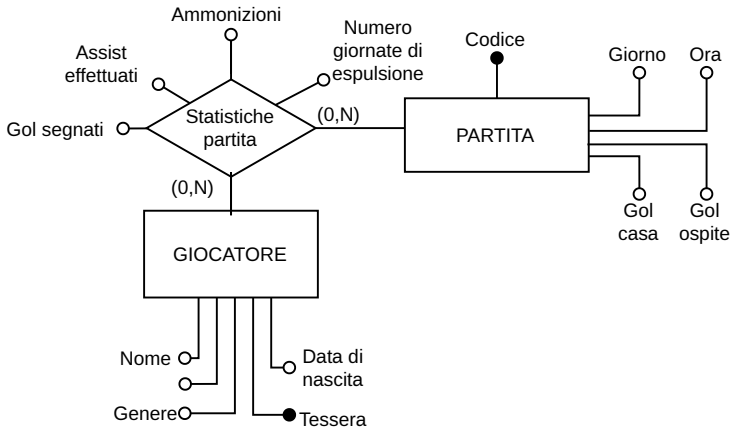 Ammonizioni
Assist
effettuati
Numero
giornate di
espulsione
Gol segnati
Statistiche
partita
(0,N)
(0,N)
Codice
PARTITA
Giorno
Ora
Gol
casa
Gol
ospite
GIOCATORE
Nome
Genere
Data di
nascita
Tessera